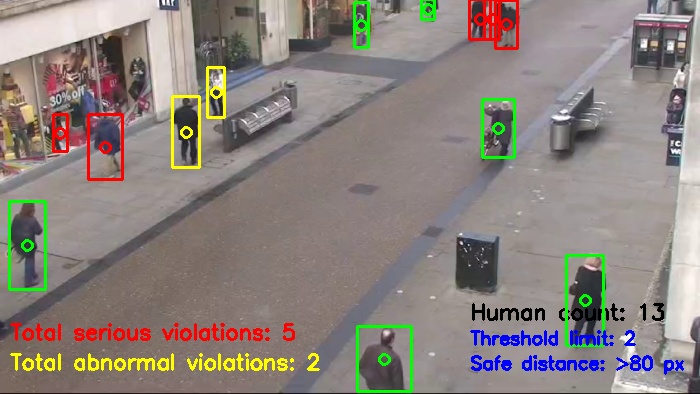 30% off
Human count: 13
Total serious violations: 5
Threshold limit: 2
Total abnormal violations: 2
Safe distance: >80 px